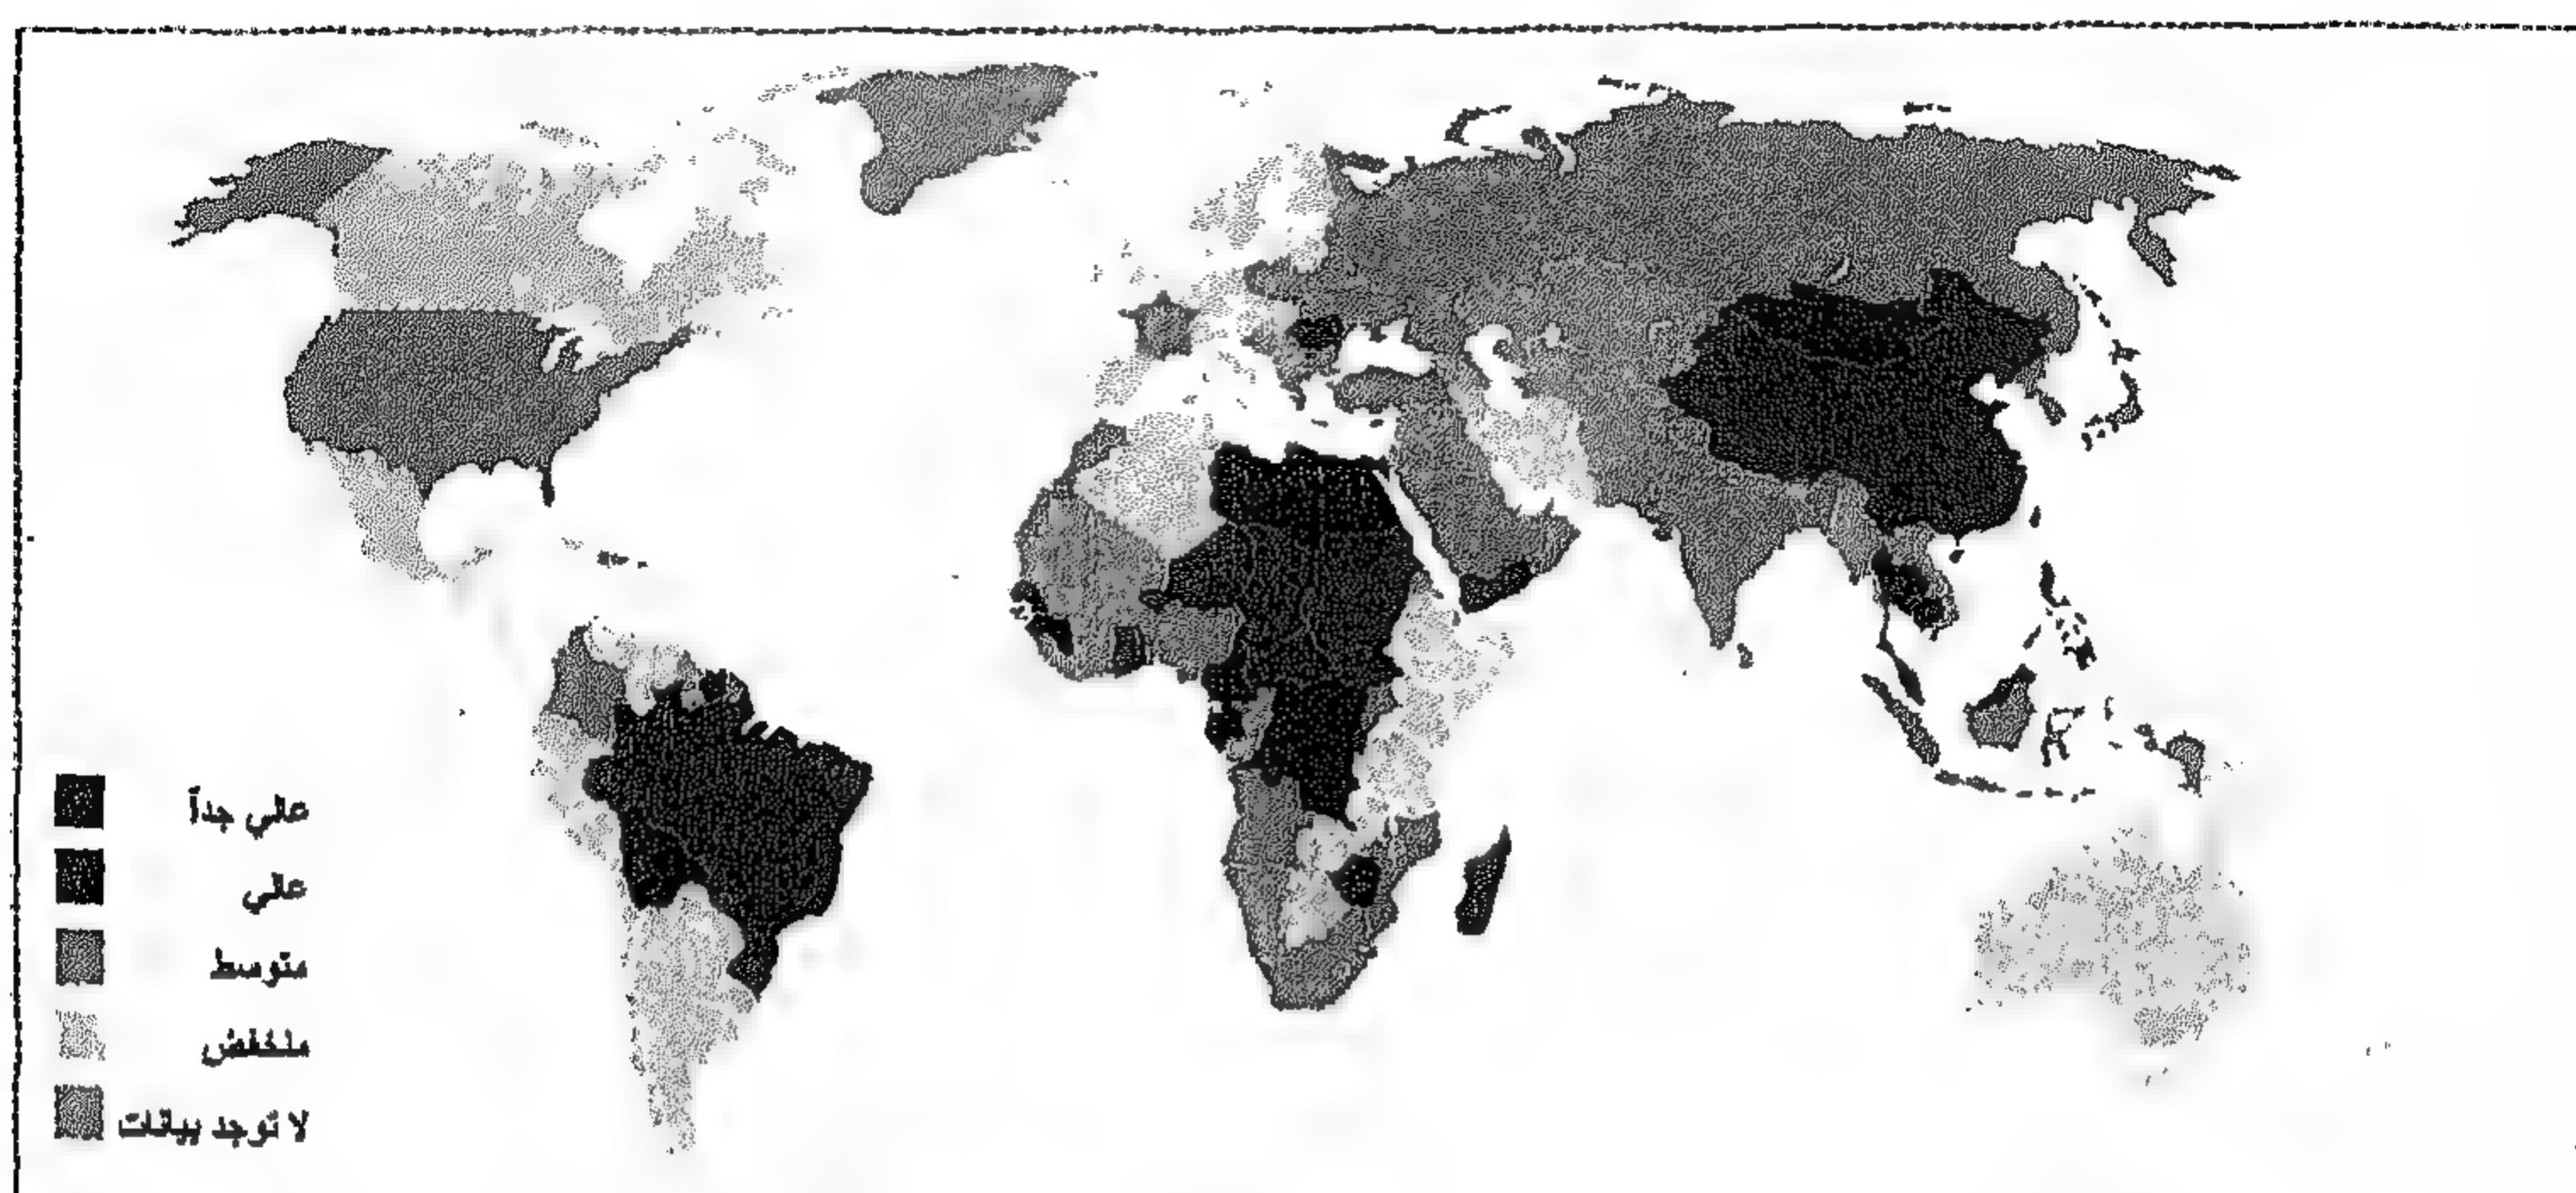 عالي جداً
عالي
متوسط
منخفض
لا توجد بيانات